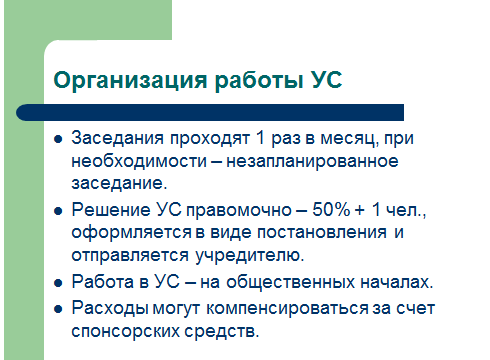 Организация работы УС
Заседания проходят 1 раз в месяц, при
необходимости – незапланированное
заседание.
Решение УС правомочно – 50% + 1 чел.,
оформляется в виде постановления и
отправляется учредителю.
Работа в УС – на общественных началах.
Расходы могут компенсироваться за счет
спонсорских средств.